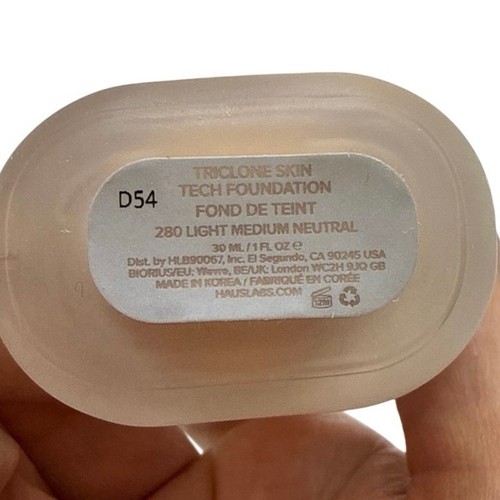 D54
TRICLONE SKIN
TECH FOUNDATION
FOND DE TEINT
280 LIGHT MEDIUM NEUTRAL
30 ML / 1 FL OZ e
Dist. by HLB90067, Inc. El Segundo, CA 90245 USA
BIORIUS/EU: Wavre, BE/UK: London WC2H 9JQ GB
MADE IN KOREA / FABRIQUÉ EN CORÉE
HAUSLABS.COM
12M